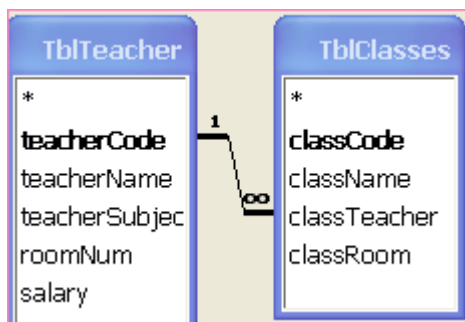 TblTeacher
*
teacherCode
teacherName
teacherSubjec
roomNum
salary
1
∞
TblClasses
*
classCode
className
classTeacher
classRoom